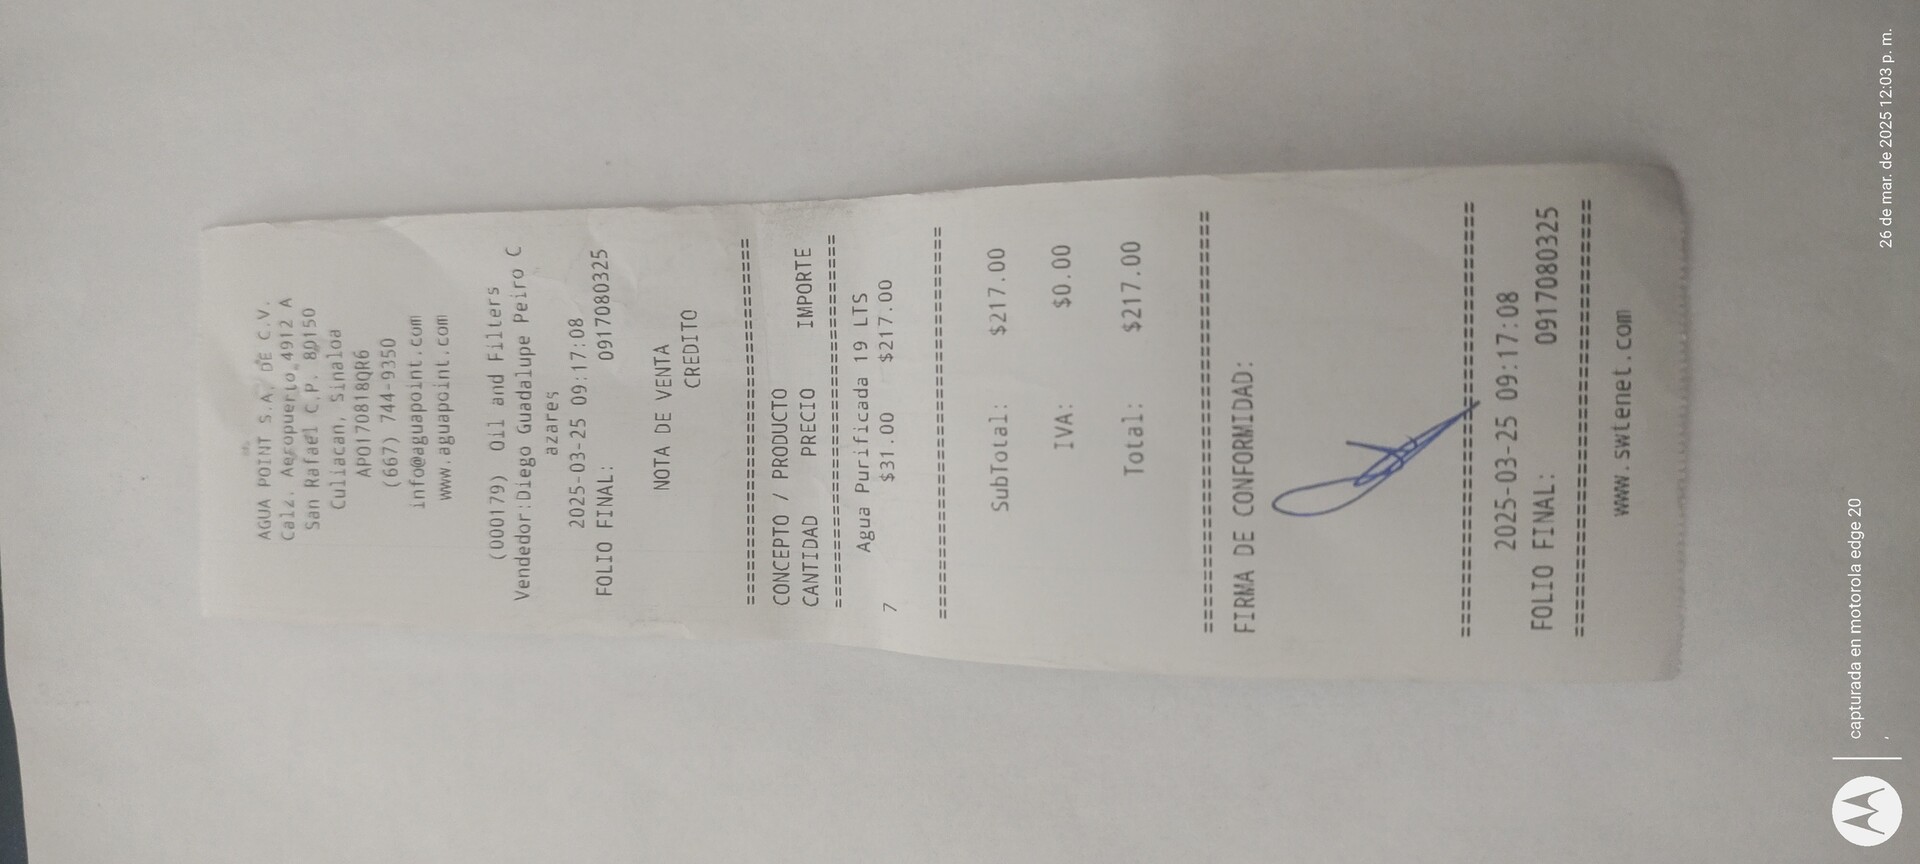 AGUA POINT S.A. DE C.V.
Calz. Aeropuerto 4912 A
San Rafael C.P. 80150
Culiacan, Sinaloa
APO170818QR6
(667) 744-9350
info@aguapoint.com
www.aguapoint.com
(000179) Oil and Filters
Vendedor:Diego Guadalupe Peiro C
azares
2025-03-25 09:17:08
FOLIO FINAL: 0917080325
NOTA DE VENTA
CREDITO
================================
CONCEPTO / PRODUCTO
CANTIDAD PRECIO IMPORTE
================================
Agua Purificada 19 LTS
7 $31.00 $217.00
================================
SubTotal: $217.00
IVA: $0.00
Total: $217.00
================================
FIRMA DE CONFORMIDAD:
================================
2025-03-25 09:17:08
FOLIO FINAL: 0917080325
================================
www.swtenet.com
capturada en motorola edge 20
26 de mar. de 2025 12:03 p. m.